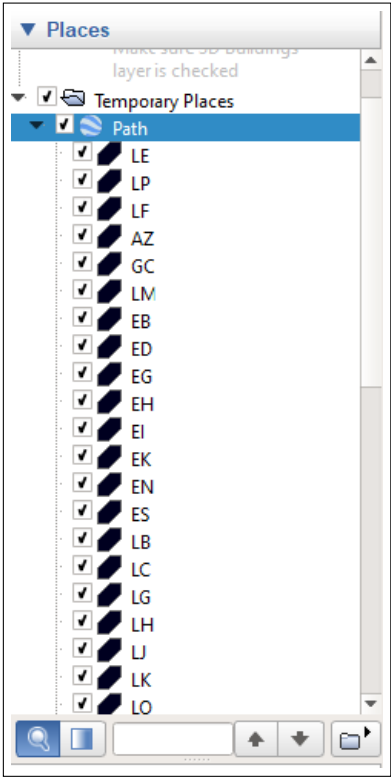 Places
Make sure 3D Buildings
layer is checked
Temporary Places
Path
LE
LP
LF
AZ
GC
LM
EB
ED
EG
EH
EI
EK
EN
ES
LB
LC
LG
LH
LJ
LK
LO